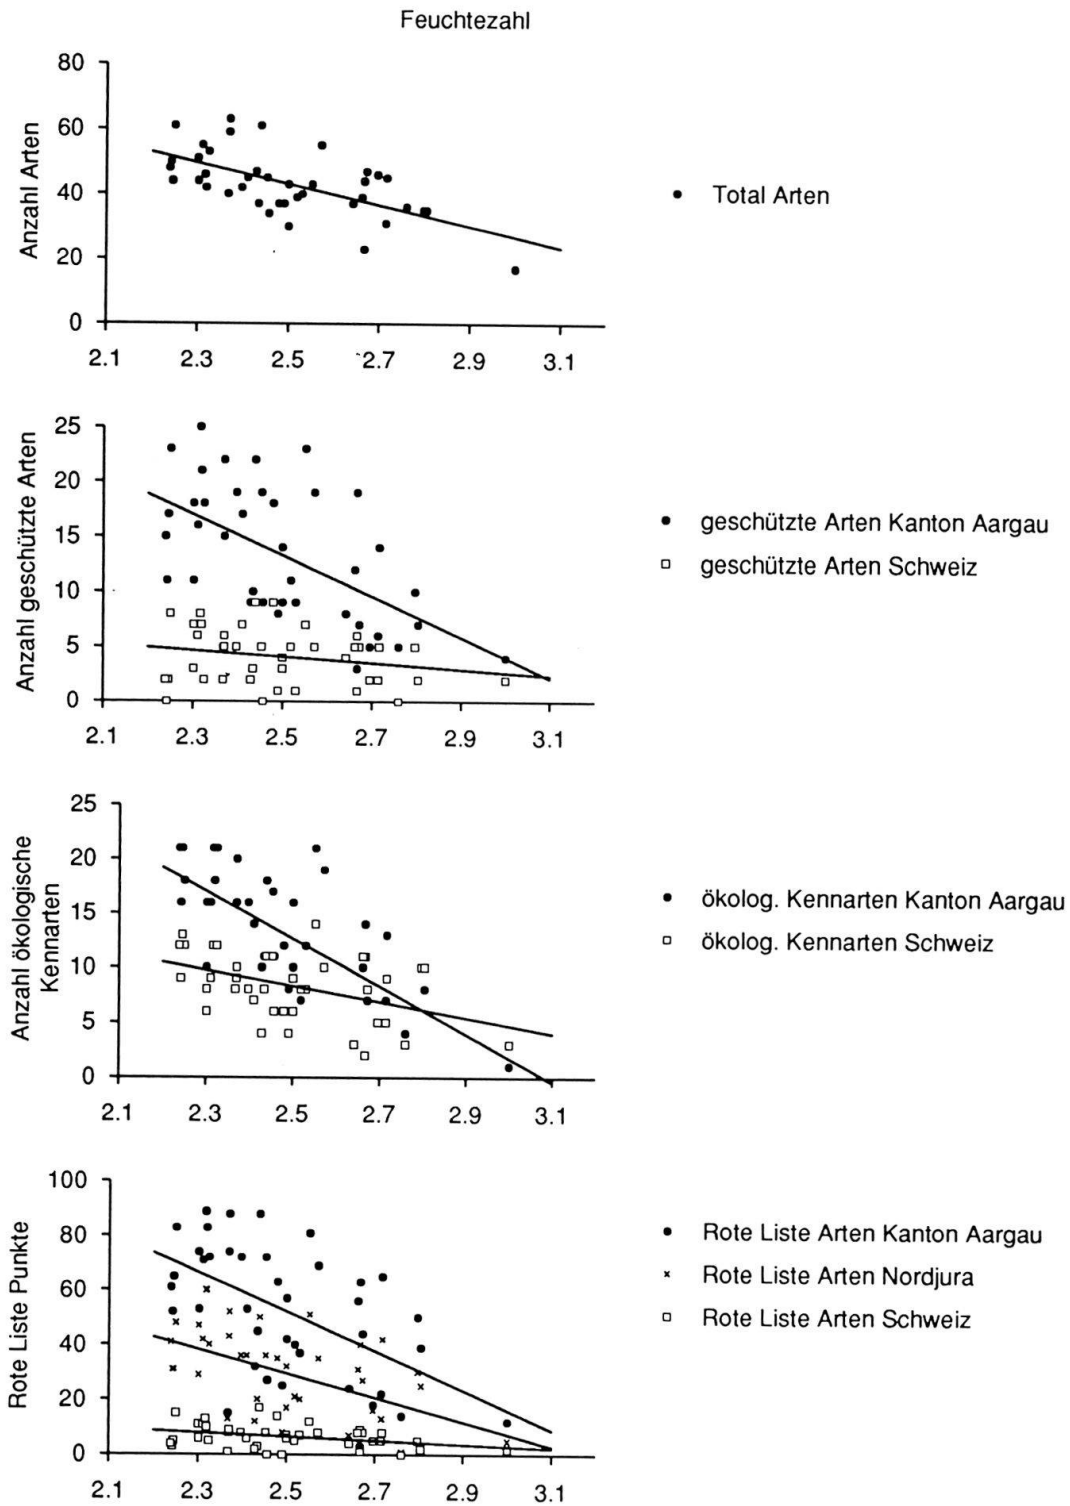 Feuchtezahl
Anzahl Arten
80
60
40
20
0
2.1 2.3 2.5 2.7 2.9 3.1
Total Arten
Anzahl geschützte Arten
25
20
15
10
5
0
2.1 2.3 2.5 2.7 2.9 3.1
geschützte Arten Kanton Aargau
geschützte Arten Schweiz
Anzahl ökologische
Kennarten
25
20
15
10
5
0
2.1 2.3 2.5 2.7 2.9 3.1
ökolog. Kennarten Kanton Aargau
ökolog. Kennarten Schweiz
Rote Liste Punkte
100
80
60
40
20
0
2.1 2.3 2.5 2.7 2.9 3.1
Rote Liste Arten Kanton Aargau
Rote Liste Arten Nordjura
Rote Liste Arten Schweiz